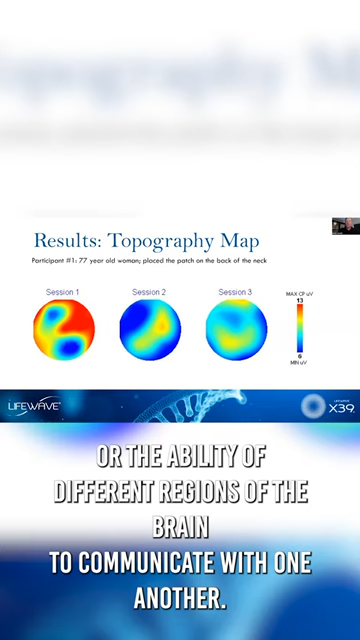 Results: Topography Map
Participant #1: 77 year old woman; placed the patch on the back of the neck
Session 1
Session 2
Session 3
MAX CP uV
13
6
MIN uV
LIFEWAVE
LIFEWAVE
X39
OR THE ABILITY OF
DIFFERENT REGIONS OF THE
BRAIN
TO COMMUNICATE WITH ONE
ANOTHER.